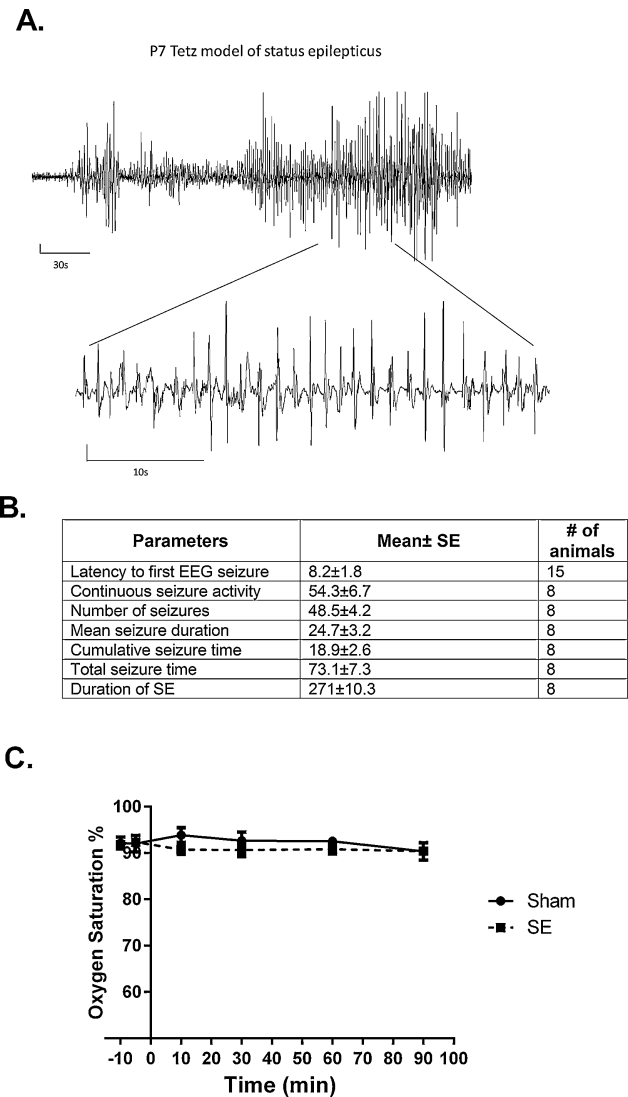 A.
P7 Tetz model of status epilepticus
30s
10s
B.
Parameters Mean± SE # of animals
Latency to first EEG seizure 8.2±1.8 15
Continuous seizure activity 54.3±6.7 8
Number of seizures 48.5±4.2 8
Mean seizure duration 24.7±3.2 8
Cumulative seizure time 18.9±2.6 8
Total seizure time 73.1±7.3 8
Duration of SE 271±10.3 8
C.
Oxygen Saturation %
100
90
80
70
60
Sham
SE
-10 0 10 20 30 40 50 60 70 80 90 100
Time (min)